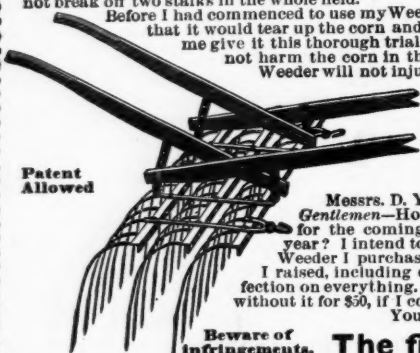 not break off two stalks in the whole field.
Before I had commenced to use my Wee
that it would tear up the corn and
me give it this thorough trial
not harm the corn in th
Weeder will not inju
Patent
Allowed
Messrs. D. Y
Gentlemen—Ho
for the coming
year? I intend to
Weeder I purchas
I raised, including
fection on everything.
without it for $50, if I co
You
Beware of
infringements.
The f